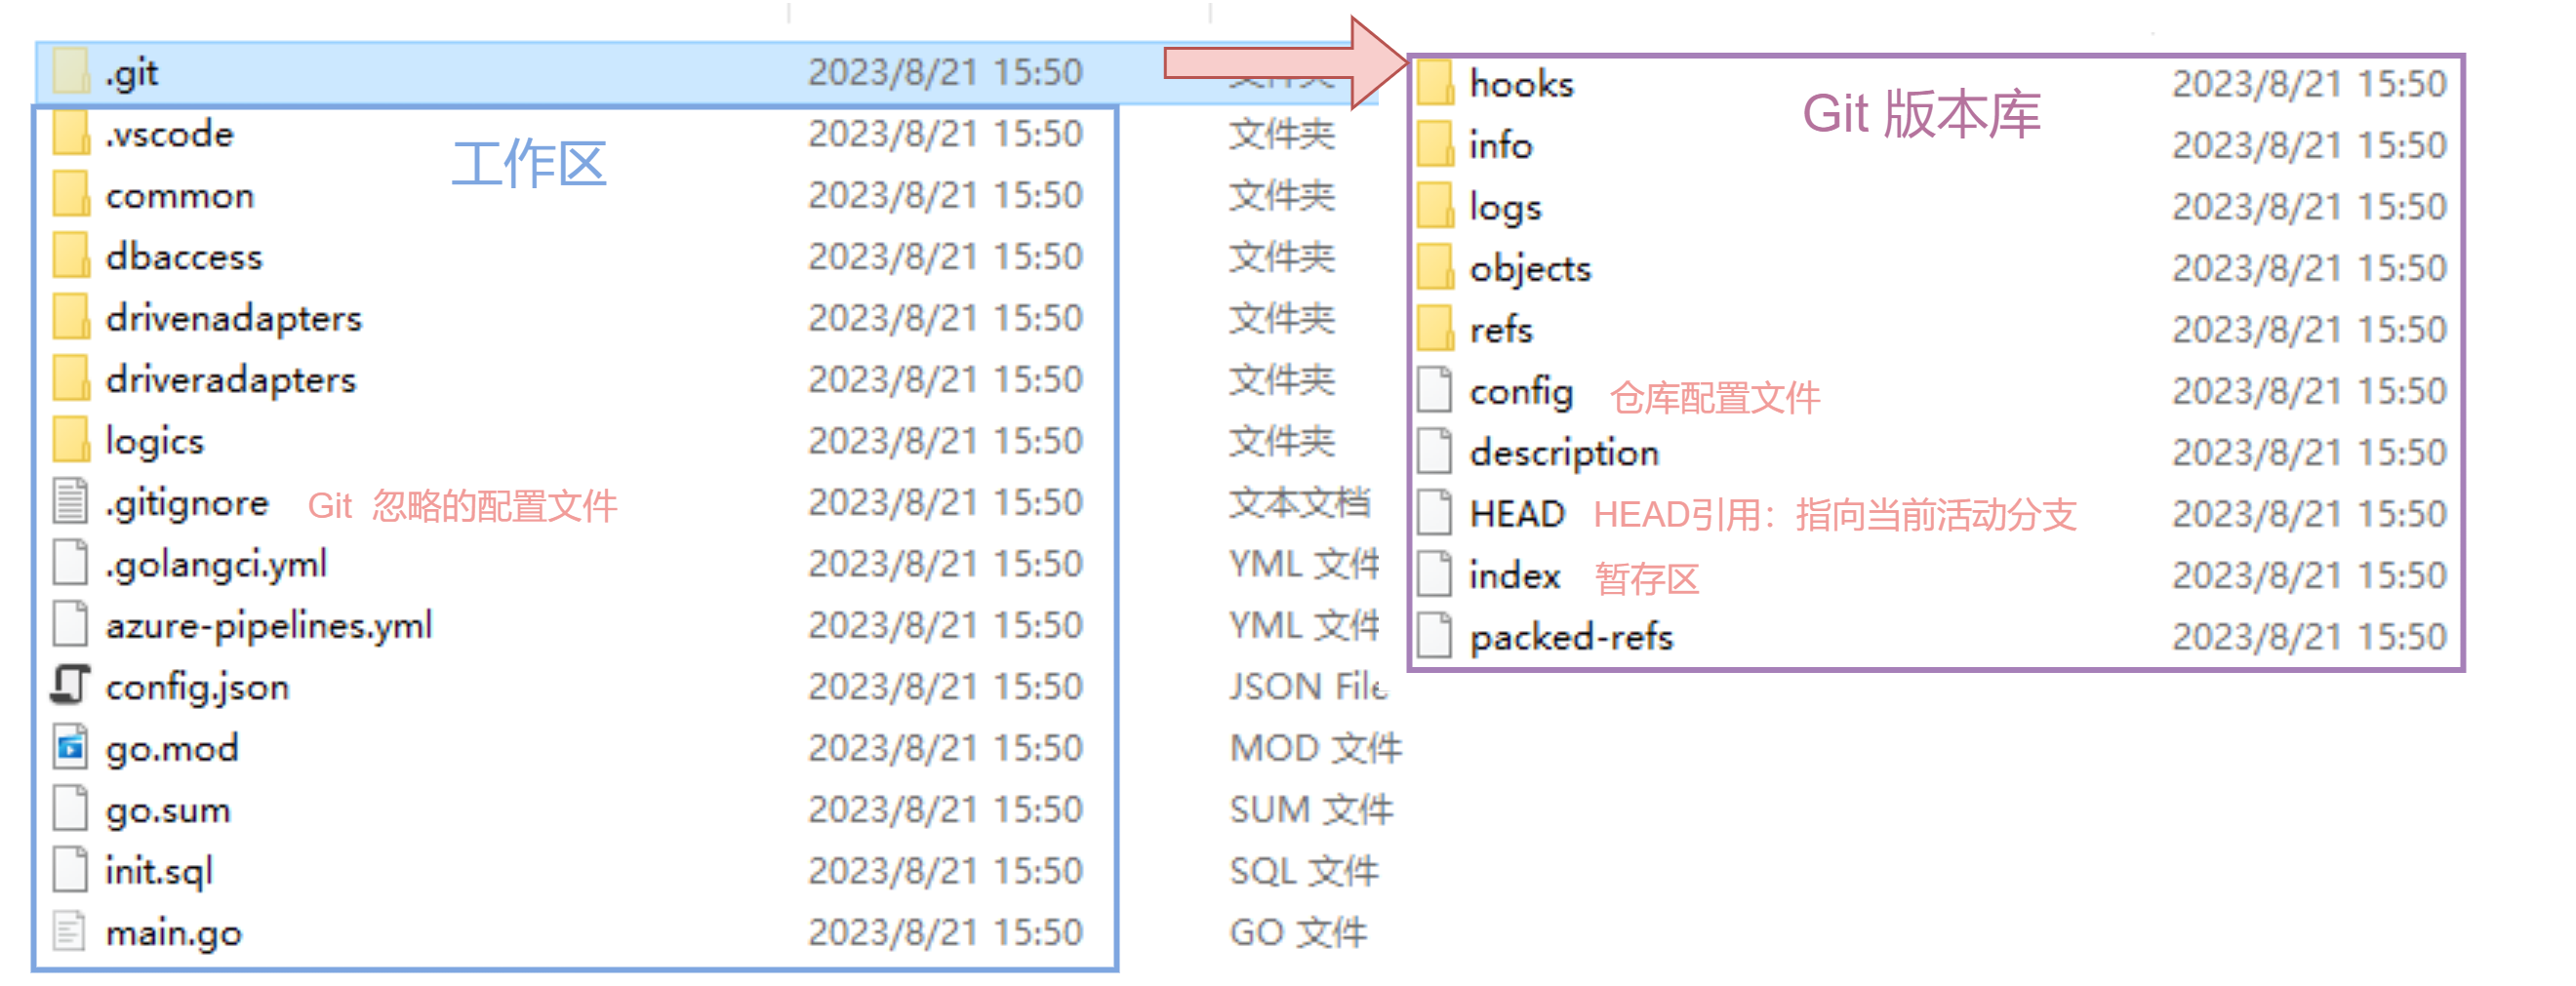 .git 2023/8/21 15:50 文件夹
.vscode 2023/8/21 15:50 文件夹
工作区
common 2023/8/21 15:50 文件夹
dbaccess 2023/8/21 15:50 文件夹
drivenadapters 2023/8/21 15:50 文件夹
driveradapters 2023/8/21 15:50 文件夹
logics 2023/8/21 15:50 文件夹
.gitignore Git 忽略的配置文件 2023/8/21 15:50 文本文档
.golangci.yml 2023/8/21 15:50 YML 文件
azure-pipelines.yml 2023/8/21 15:50 YML 文件
config.json 2023/8/21 15:50 JSON File
go.mod 2023/8/21 15:50 MOD 文件
go.sum 2023/8/21 15:50 SUM 文件
init.sql 2023/8/21 15:50 SQL 文件
main.go 2023/8/21 15:50 GO 文件
hooks 2023/8/21 15:50
Git 版本库
info 2023/8/21 15:50
logs 2023/8/21 15:50
objects 2023/8/21 15:50
refs 2023/8/21 15:50
config 仓库配置文件 2023/8/21 15:50
description 2023/8/21 15:50
HEAD HEAD引用：指向当前活动分支 2023/8/21 15:50
index 暂存区 2023/8/21 15:50
packed-refs 2023/8/21 15:50